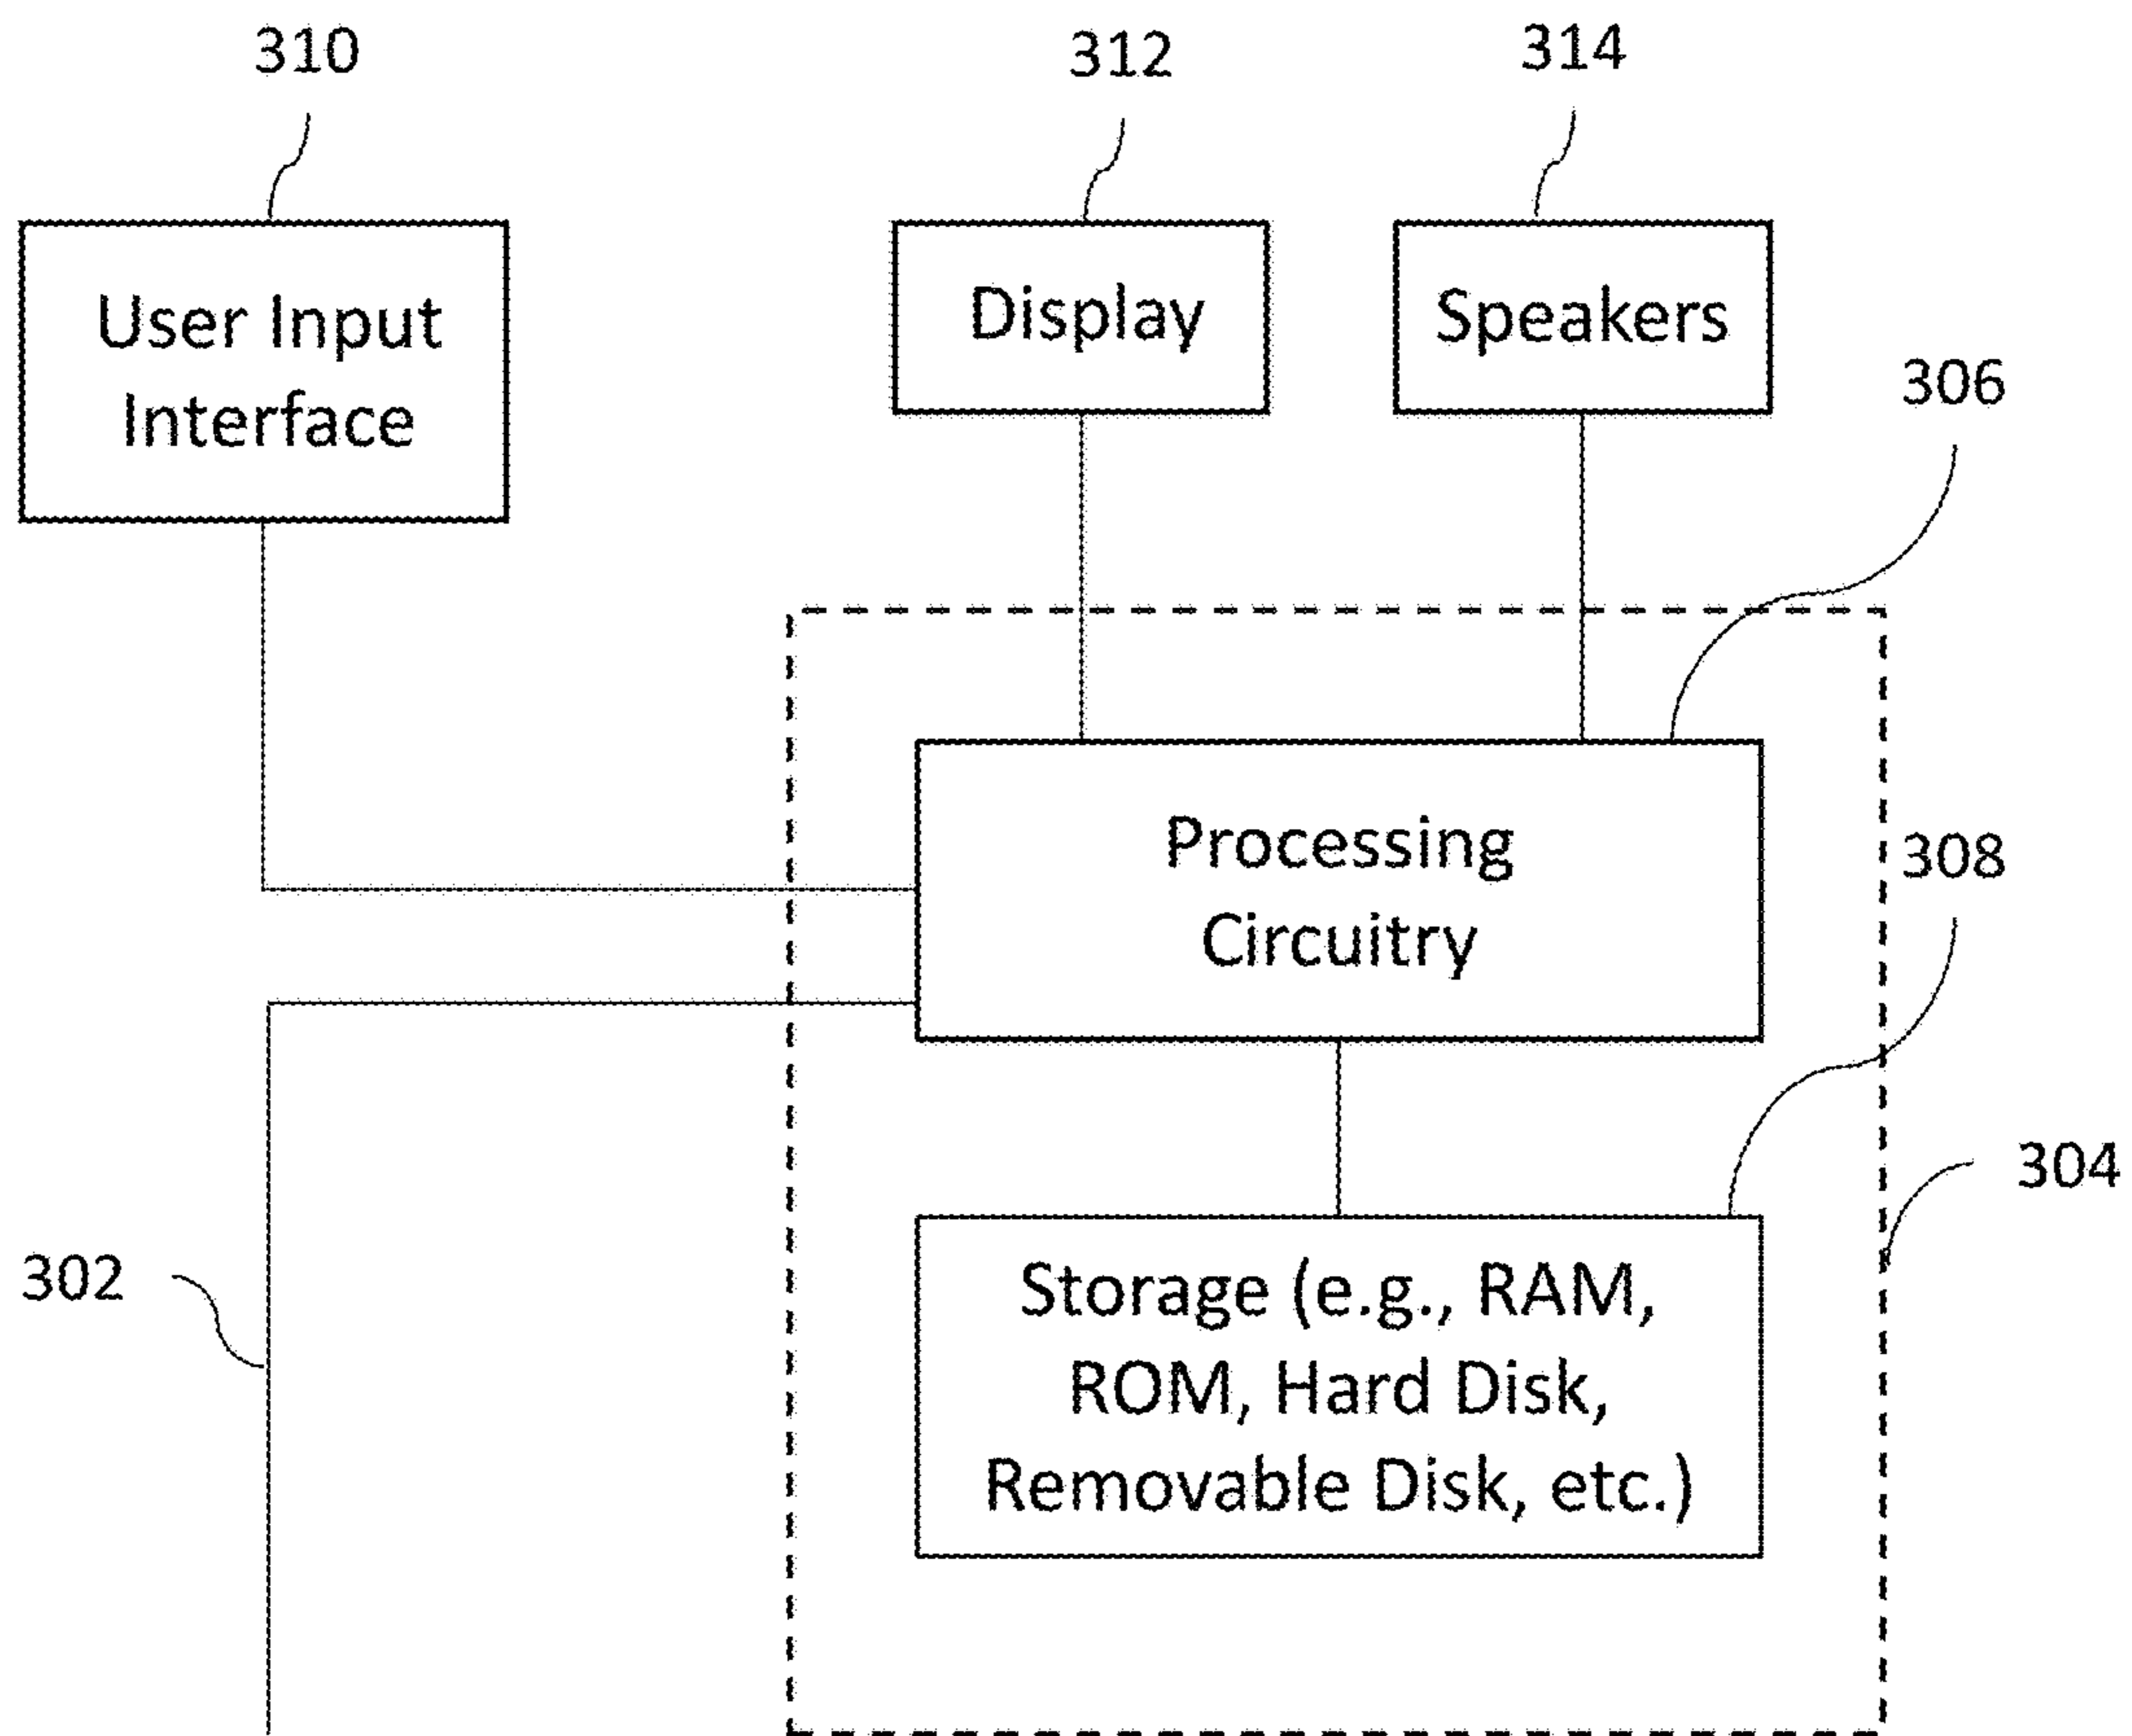 310
312
314
User Input
Interface
Display
Speakers
306
Processing
Circuitry
308
304
302
Storage (e.g., RAM,
ROM, Hard Disk,
Removable Disk, etc.)